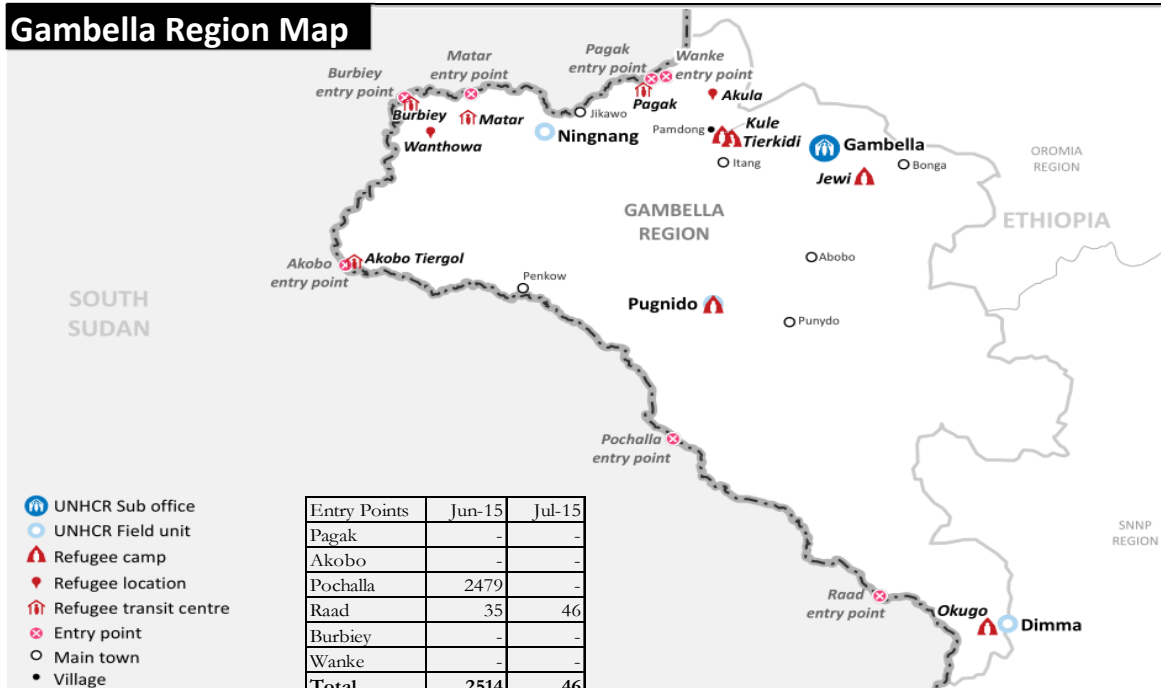 Gambella Region Map
Matar
entry point
Pagak
entry point
Wanke
entry point
Burbiey
entry point
Burbiey
Matar
Wanthowa
Jikawo
Ningnang
Pagak
Akula
Pamdong
Kule
Tierkidi
Itang
Gambella
Jewi
Bonga
OROMIA
REGION
GAMBELLA
REGION
ETHIOPIA
Akobo
entry point
Akobo Tiergol
Abobo
Penkow
SOUTH
SUDAN
Pugnido
Punydo
Pochalla
entry point
SNNP
REGION
Raad
entry point
Okugo
Dimma
UNHCR Sub office
UNHCR Field unit
Refugee camp
Refugee location
Refugee transit centre
Entry point
Main town
Village
Entry Points Jun-15 Jul-15
Pagak - -
Akobo - -
Pochalla 2479 -
Raad 35 46
Burbiey - -
Wanke - -
Total 2514 46